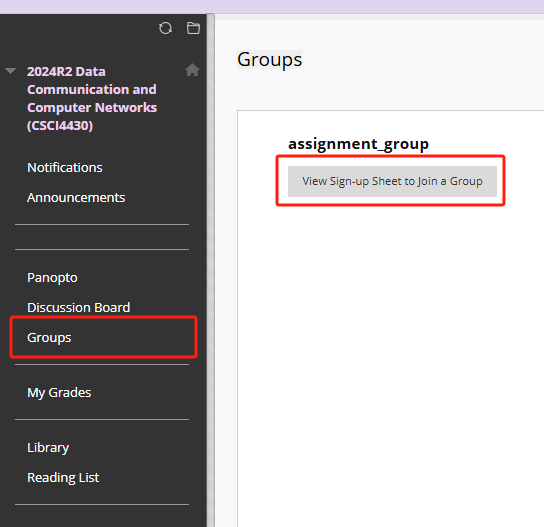 2024R2 Data
Communication and
Computer Networks
(CSCI4430)
Notifications
Announcements
Panopto
Discussion Board
Groups
My Grades
Library
Reading List
Groups
assignment_group
View Sign-up Sheet to Join a Group